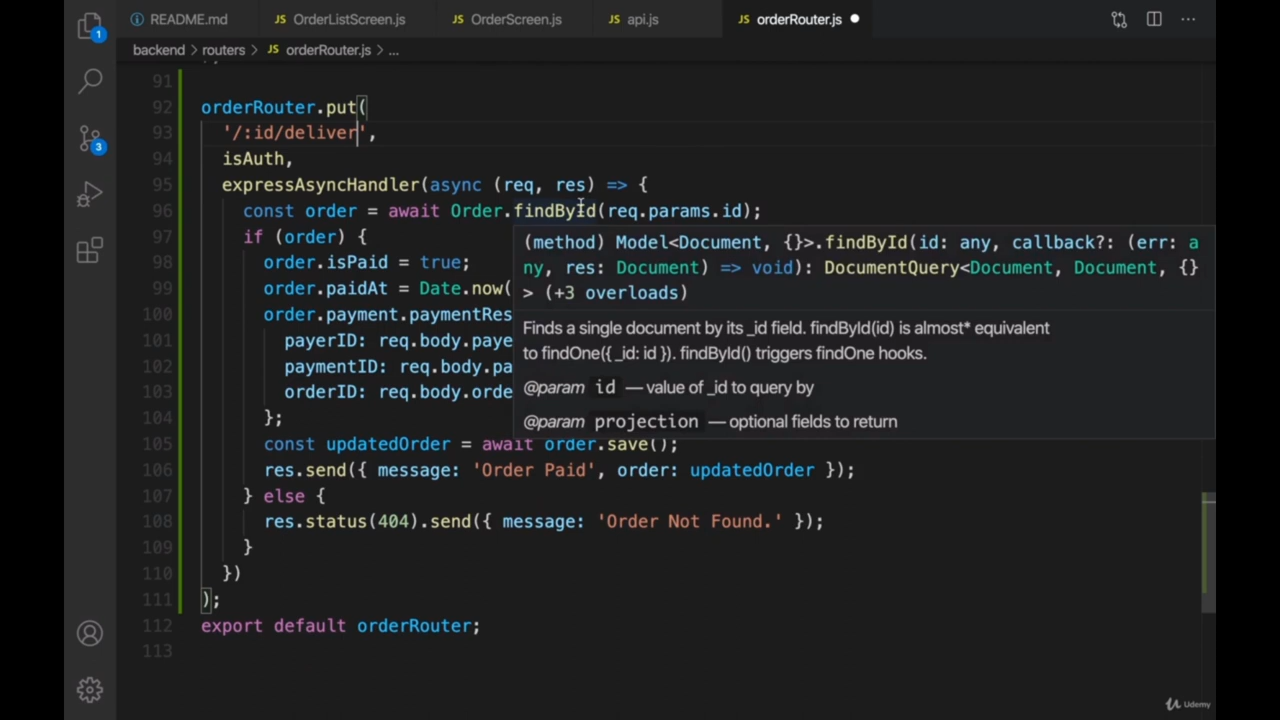 README.md JS OrderListScreen.js JS OrderScreen.js JS api.js JS orderRouter.js
backend > routers > JS orderRouter.js > ...
1
3
91
92 orderRouter.put(
93 '/:id/deliver',
94 isAuth,
95 expressAsyncHandler(async (req, res) => {
96 const order = await Order.findById(req.params.id);
97 if (order) {
98 order.isPaid = true;
99 order.paidAt = Date.now(
100 order.payment.paymentRes
101 payerID: req.body.paye
102 paymentID: req.body.pa
103 orderID: req.body.orde
104 };
105 const updatedOrder = await order.save();
106 res.send({ message: 'Order Paid', order: updatedOrder });
107 } else {
108 res.status(404).send({ message: 'Order Not Found.' });
109 }
110 })
111 );
112 export default orderRouter;
113
(method) Model<Document, {}>.findById(id: any, callback?: (err: a
ny, res: Document) => void): DocumentQuery<Document, Document, {}
> (+3 overloads)
Finds a single document by its _id field. findById(id) is almost* equivalent
to findOne({ _id: id }). findById() triggers findOne hooks.
@param id — value of _id to query by
@param projection — optional fields to return
Udemy